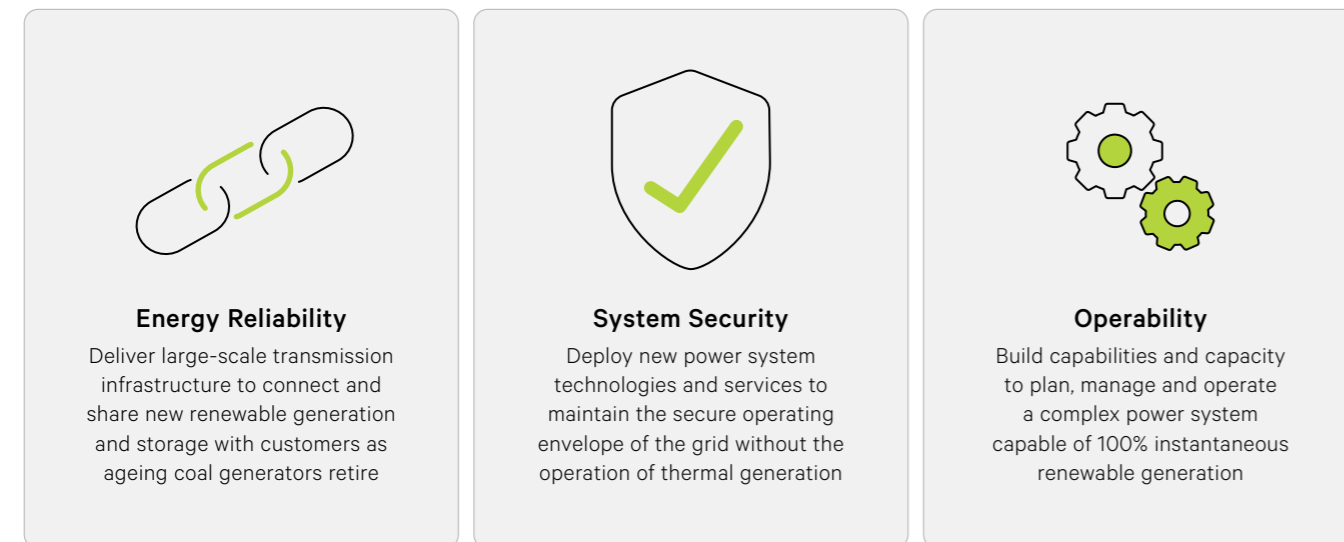 Energy Reliability
Deliver large-scale transmission
infrastructure to connect and
share new renewable generation
and storage with customers as
ageing coal generators retire
System Security
Deploy new power system
technologies and services to
maintain the secure operating
envelope of the grid without the
operation of thermal generation
Operability
Build capabilities and capacity
to plan, manage and operate
a complex power system
capable of 100% instantaneous
renewable generation